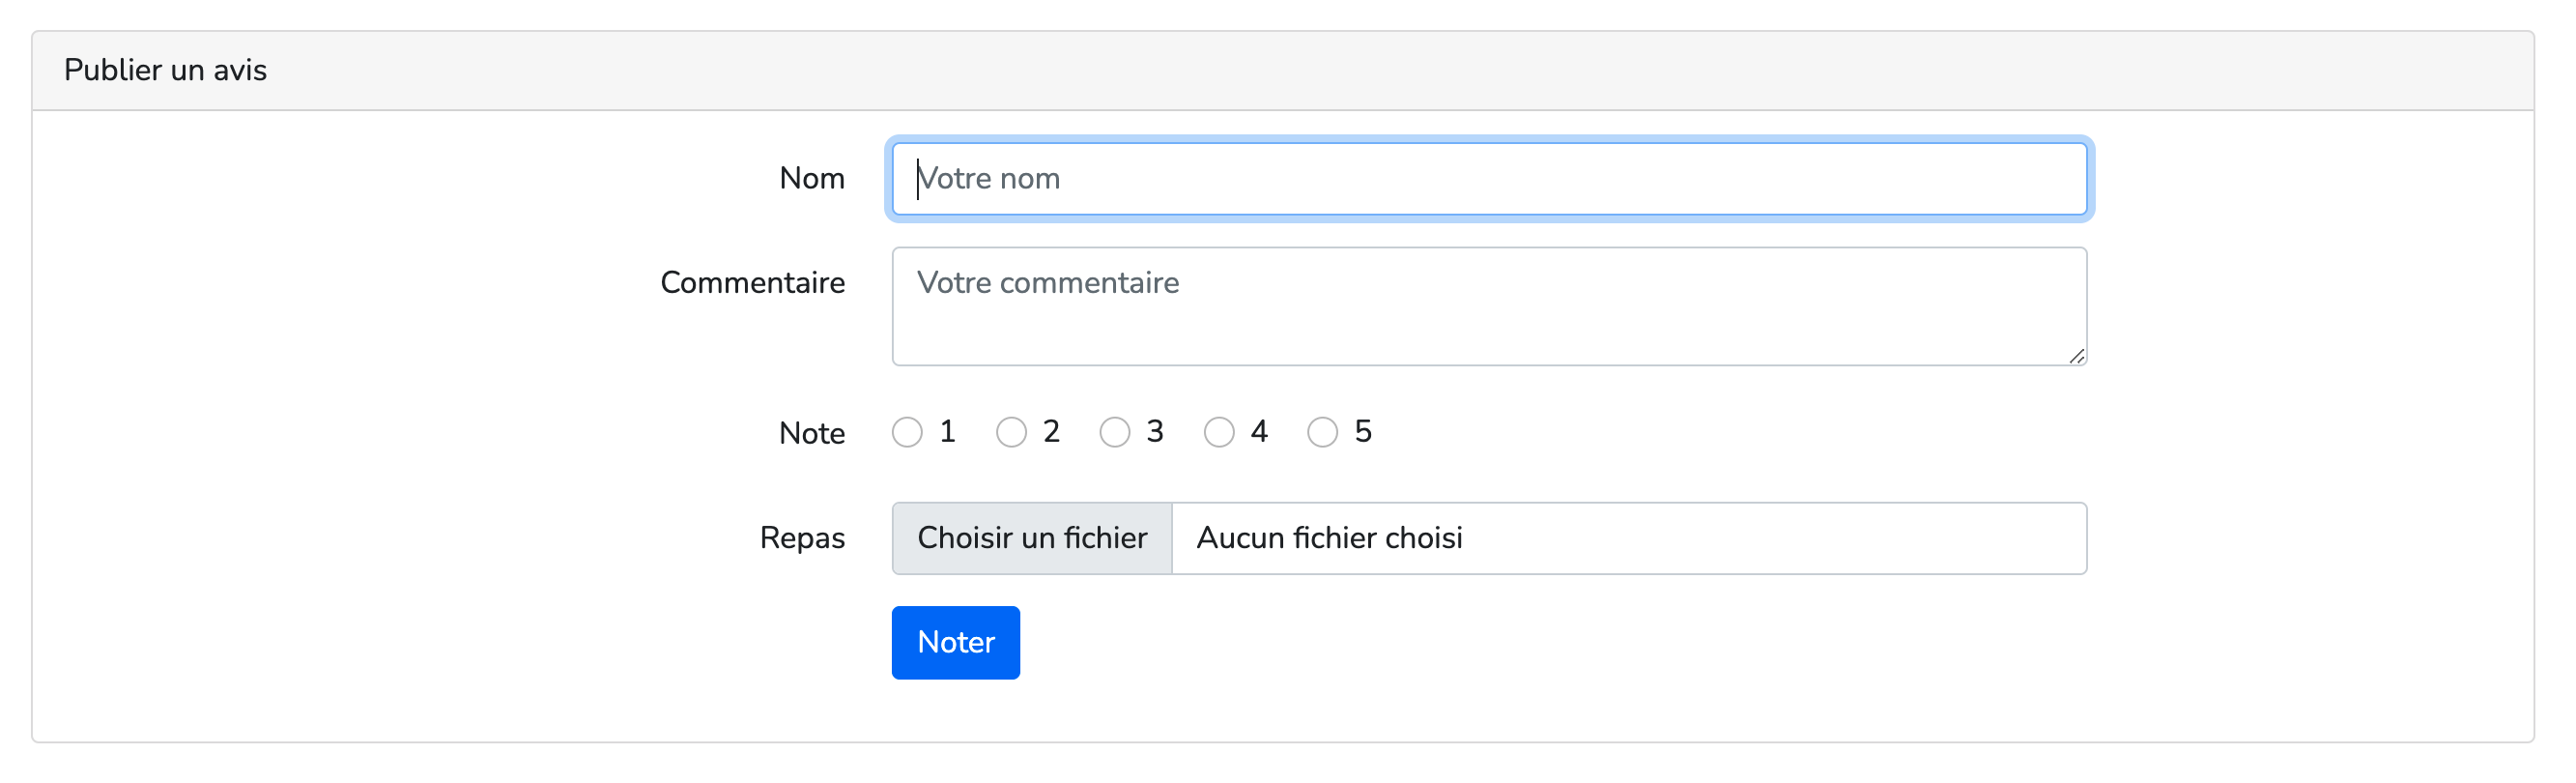 Publier un avis
Nom Votre nom
Commentaire Votre commentaire
Note 1 2 3 4 5
Repas Choisir un fichier Aucun fichier choisi
Noter